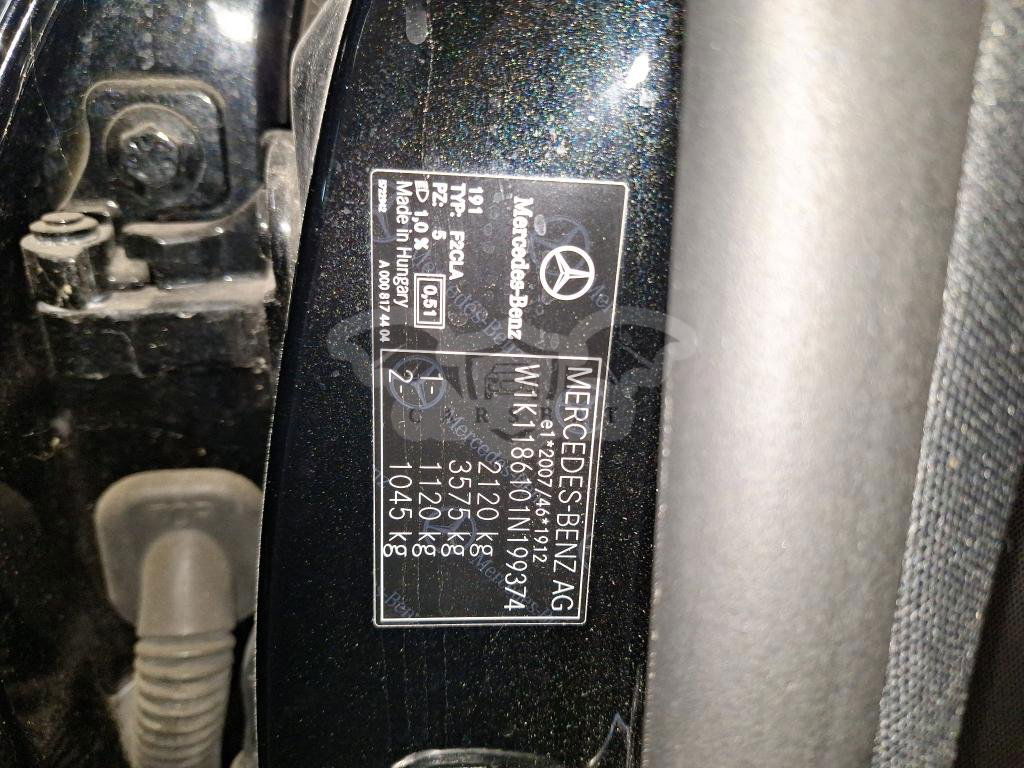 Mercedes-Benz
191
TYP: F2CLA
PZ: 5
1,0 %
0,51
Made in Hungary
A 000 817 44 04
MERCEDES-BENZ AG
e1*2007/46*1912
W1K1186101N199374
2120 kg
3575 kg
1- 1120 kg
2- 1045 kg